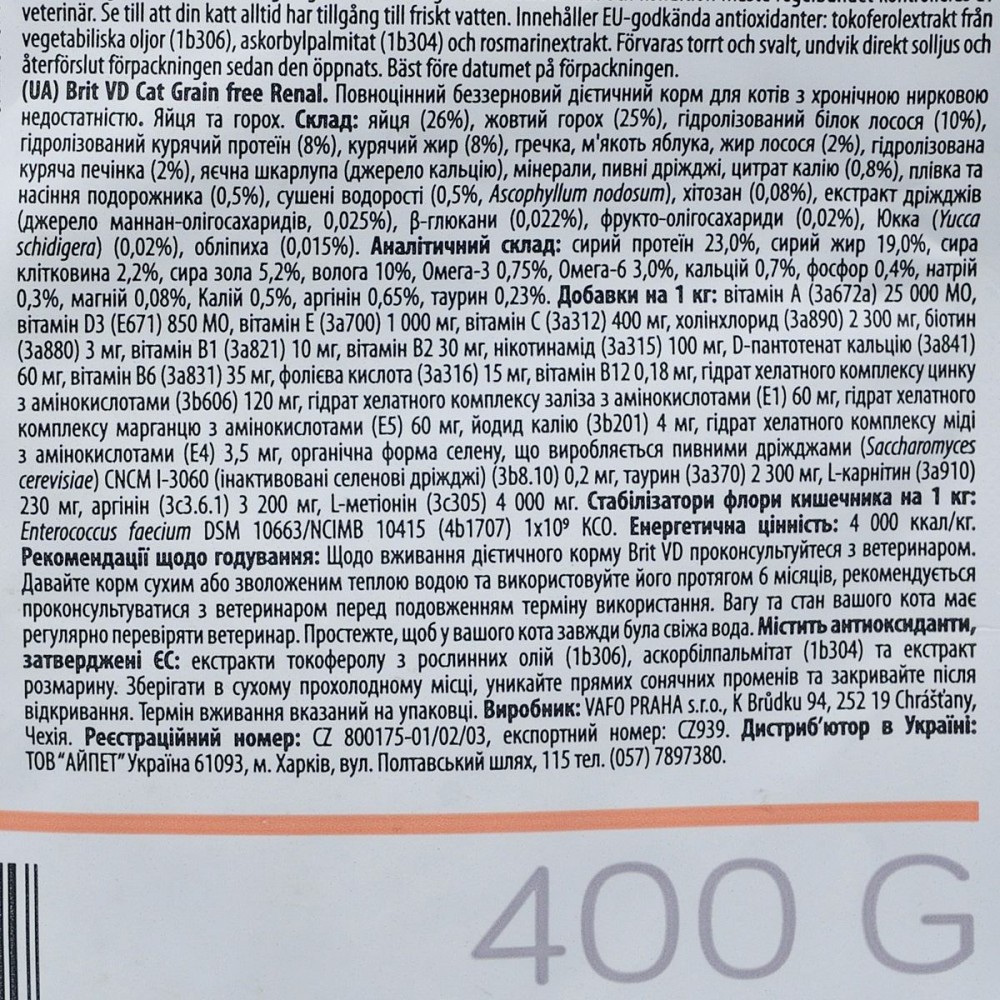 veterinär. Se till att din katt alltid har tillgång till friskt vatten. Innehåller EU-godkända antioxidanter: tokoferolextrakt från
vegetabiliska oljor (1b306), askorbylpalmitat (1b304) och rosmarinextrakt. Förvaras torrt och svalt, undvik direkt solljus och
återförslut förpackningen sedan den öppnats. Bäst före datumet på förpackningen.
(UA) Brit VD Cat Grain free Renal. Повноцінний беззерновий дієтичний корм для котів з хронічною нирковою
недостатністю. Яйця та горох. Склад: яйця (26%), жовтий горох (25%), гідролізований білок лосося (10%),
гідролізований курячий протеїн (8%), курячий жир (8%), гречка, м'якоть яблука, жир лосося (2%), гідролізована
куряча печінка (2%), яєчна шкарлупа (джерело кальцію), мінерали, пивні дріжджі, цитрат калію (0,8%), плівка та
насіння подорожника (0,5%), сушені водорості (0,5%, Ascophyllum nodosum), хітозан (0,08%), екстракт дріжджів
(джерело маннан-олігосахаридів, 0,025%), β-глюкани (0,022%), фрукто-олігосахариди (0,02%), Юкка (Yucca
schidigera) (0,02%), обліпиха (0,015%). Аналітичний склад: сирий протеїн 23,0%, сирий жир 19,0%, сира
клітковина 2,2%, сира зола 5,2%, волога 10%, Омега-3 0,75%, Омега-6 3,0%, кальцій 0,7%, фосфор 0,4%, натрій
0,3%, магній 0,08%, Калій 0,5%, аргінін 0,65%, таурин 0,23%. Добавки на 1 кг: вітамін A (3a672a) 25 000 МО,
вітамін D3 (E671) 850 МО, вітамін E (3a700) 1 000 мг, вітамін C (3a312) 400 мг, холінхлорид (3a890) 2 300 мг, біотин
(3a880) 3 мг, вітамін B1 (3a821) 10 мг, вітамін B2 30 мг, нікотинамід (3a315) 100 мг, D-пантотенат кальцію (3a841)
60 мг, вітамін B6 (3a831) 35 мг, фолієва кислота (3a316) 15 мг, вітамін B12 0,18 мг, гідрат хелатного комплексу цинку
з амінокислотами (3b606) 120 мг, гідрат хелатного комплексу заліза з амінокислотами (E1) 60 мг, гідрат хелатного
комплексу марганцю з амінокислотами (E5) 60 мг, йодид калію (3b201) 4 мг, гідрат хелатного комплексу міді
з амінокислотами (E4) 3,5 мг, органічна форма селену, що виробляється пивними дріжджами (Saccharomyces
cerevisiae) CNCM I-3060 (інактивовані селенові дріжджі) (3b8.10) 0,2 мг, таурин (3a370) 2 300 мг, L-карнітин (3a910)
230 мг, аргінін (3c3.6.1) 3 200 мг, L-метіонін (3c305) 4 000 мг. Стабілізатори флори кишечника на 1 кг:
Enterococcus faecium DSM 10663/NCIMB 10415 (4b1707) 1x10⁹ КСО. Енергетична цінність: 4 000 ккал/кг.
Рекомендації щодо годування: Щодо вживання дієтичного корму Brit VD проконсультуйтеся з ветеринаром.
Давайте корм сухим або зволоженим теплою водою та використовуйте його протягом 6 місяців, рекомендується
проконсультуватися з ветеринаром перед подовженням терміну використання. Вагу та стан вашого кота має
регулярно перевіряти ветеринар. Простежте, щоб у вашого кота завжди була свіжа вода. Містить антиоксиданти,
затверджені ЄС: екстракти токоферолу з рослинних олій (1b306), аскорбілпальмітат (1b304) та екстракт
розмарину. Зберігати в сухому прохолодному місці, уникайте прямих сонячних променів та закривайте після
відкривання. Термін вживання вказаний на упаковці. Виробник: VAFO PRAHA s.r.o., K Brůdku 94, 252 19 Chrášťany,
Чехія. Реєстраційний номер: CZ 800175-01/02/03, експортний номер: CZ939. Дистриб'ютор в Україні:
ТОВ "АЙПЕТ" Україна 61093, м. Харків, вул. Полтавський шлях, 115 тел. (057) 7897380.
400 G